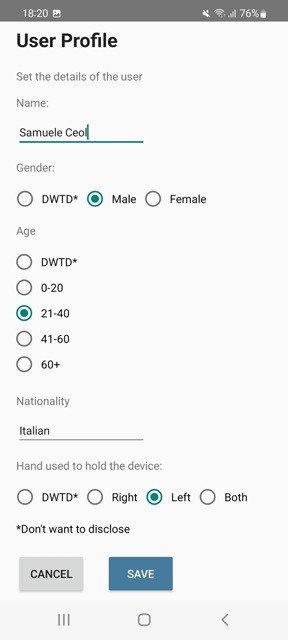 18:20 76%
User Profile
Set the details of the user
Name:
Samuele Ceol
Gender:
DWTD* Male Female
Age
DWTD*
0-20
21-40
41-60
60+
Nationality
Italian
Hand used to hold the device:
DWTD* Right Left Both
*Don't want to disclose
CANCEL SAVE